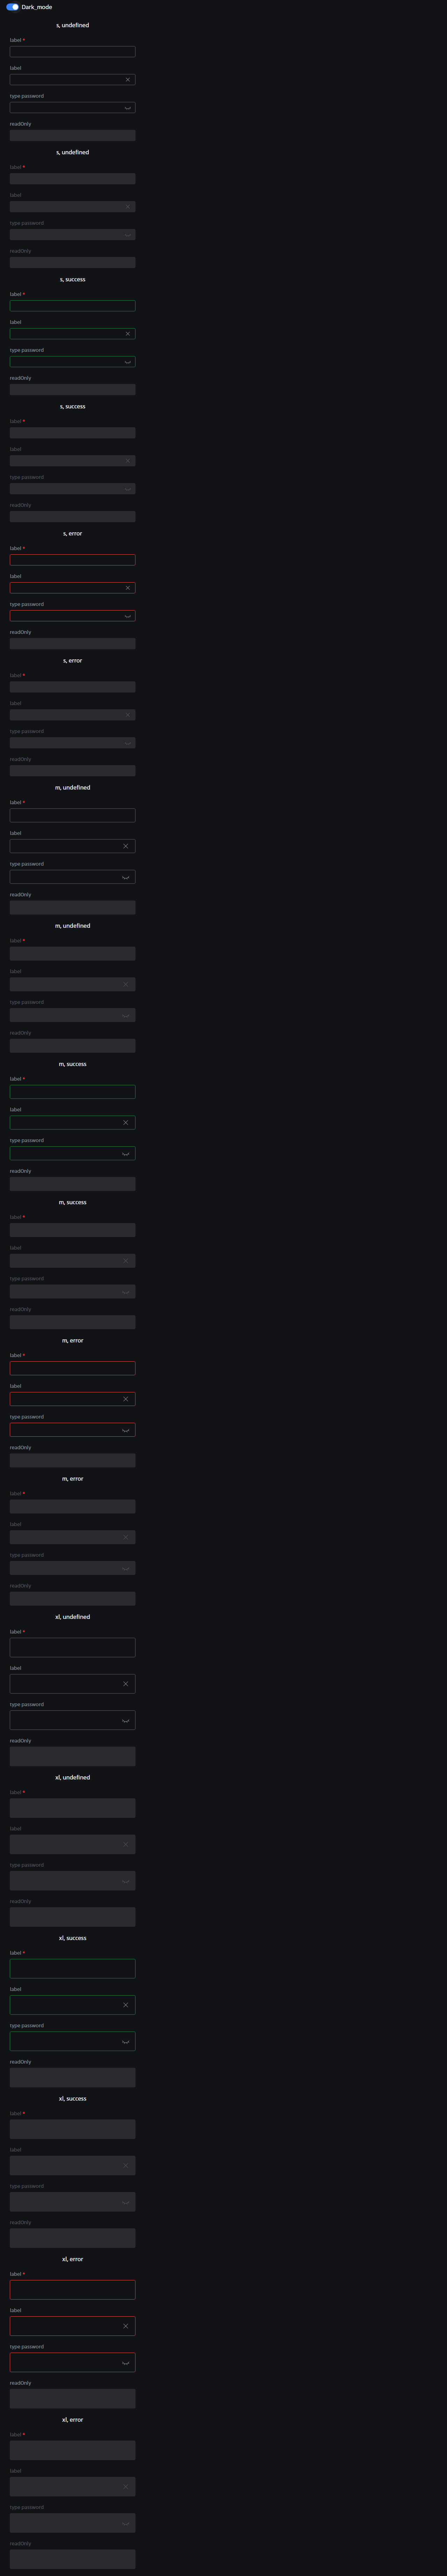 Dark_mode
s, undefined
label *
label
type password
readOnly
s, undefined
label *
label
type password
readOnly
s, success
label *
label
type password
readOnly
s, success
label *
label
type password
readOnly
s, error
label *
label
type password
readOnly
s, error
label *
label
type password
readOnly
m, undefined
label *
label
type password
readOnly
m, undefined
label *
label
type password
readOnly
m, success
label *
label
type password
readOnly
m, success
label *
label
type password
readOnly
m, error
label *
label
type password
readOnly
m, error
label *
label
type password
readOnly
xl, undefined
label *
label
type password
readOnly
xl, undefined
label *
label
type password
readOnly
xl, success
label *
label
type password
readOnly
xl, success
label *
label
type password
readOnly
xl, error
label *
label
type password
readOnly
xl, error
label *
label
type password
readOnly